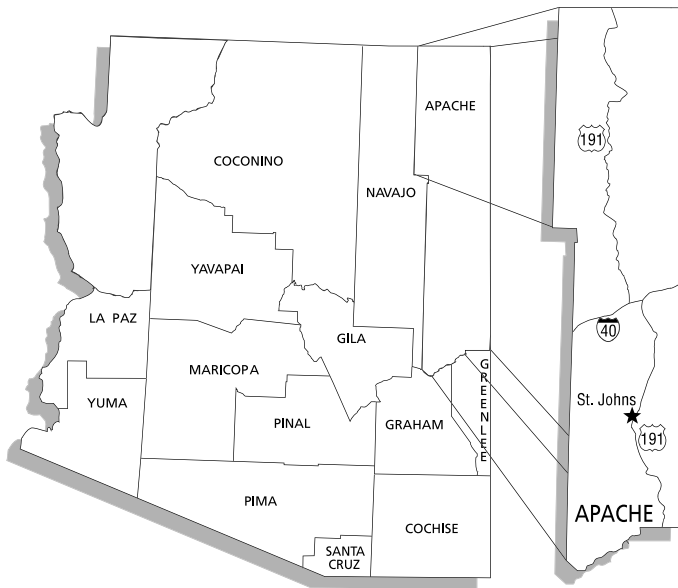 APACHE
191
COCONINO
NAVAJO
YAVAPAI
LA PAZ
40
GILA
MARICOPA
GREENLEE
YUMA
St. Johns
PINAL
GRAHAM
191
PIMA
APACHE
COCHISE
SANTA
CRUZ